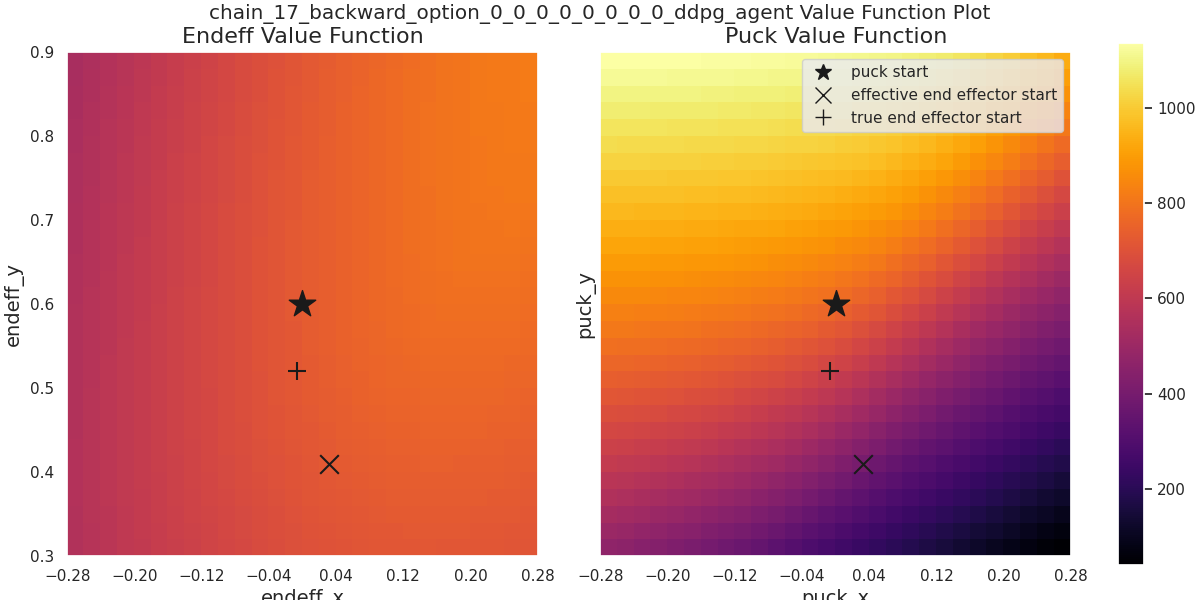 chain_17_backward_option_0_0_0_0_0_0_0_0_ddpg_agent Value Function Plot
Endeff Value Function
Puck Value Function
puck start
effective end effector start
true end effector start
0.9
0.8
0.7
0.6
0.5
0.4
0.3
endeff_y
−0.28
−0.20
−0.12
−0.04
0.04
0.12
0.20
0.28
endeff_x
puck_y
−0.28
−0.20
−0.12
−0.04
0.04
0.12
0.20
0.28
puck_x
1000
800
600
400
200